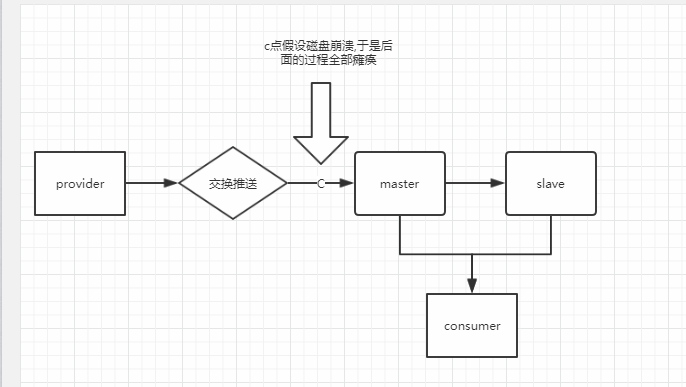 c点假设磁盘崩溃,于是后
面的过程全部瘫痪
provider
交换推送
C
master
slave
consumer